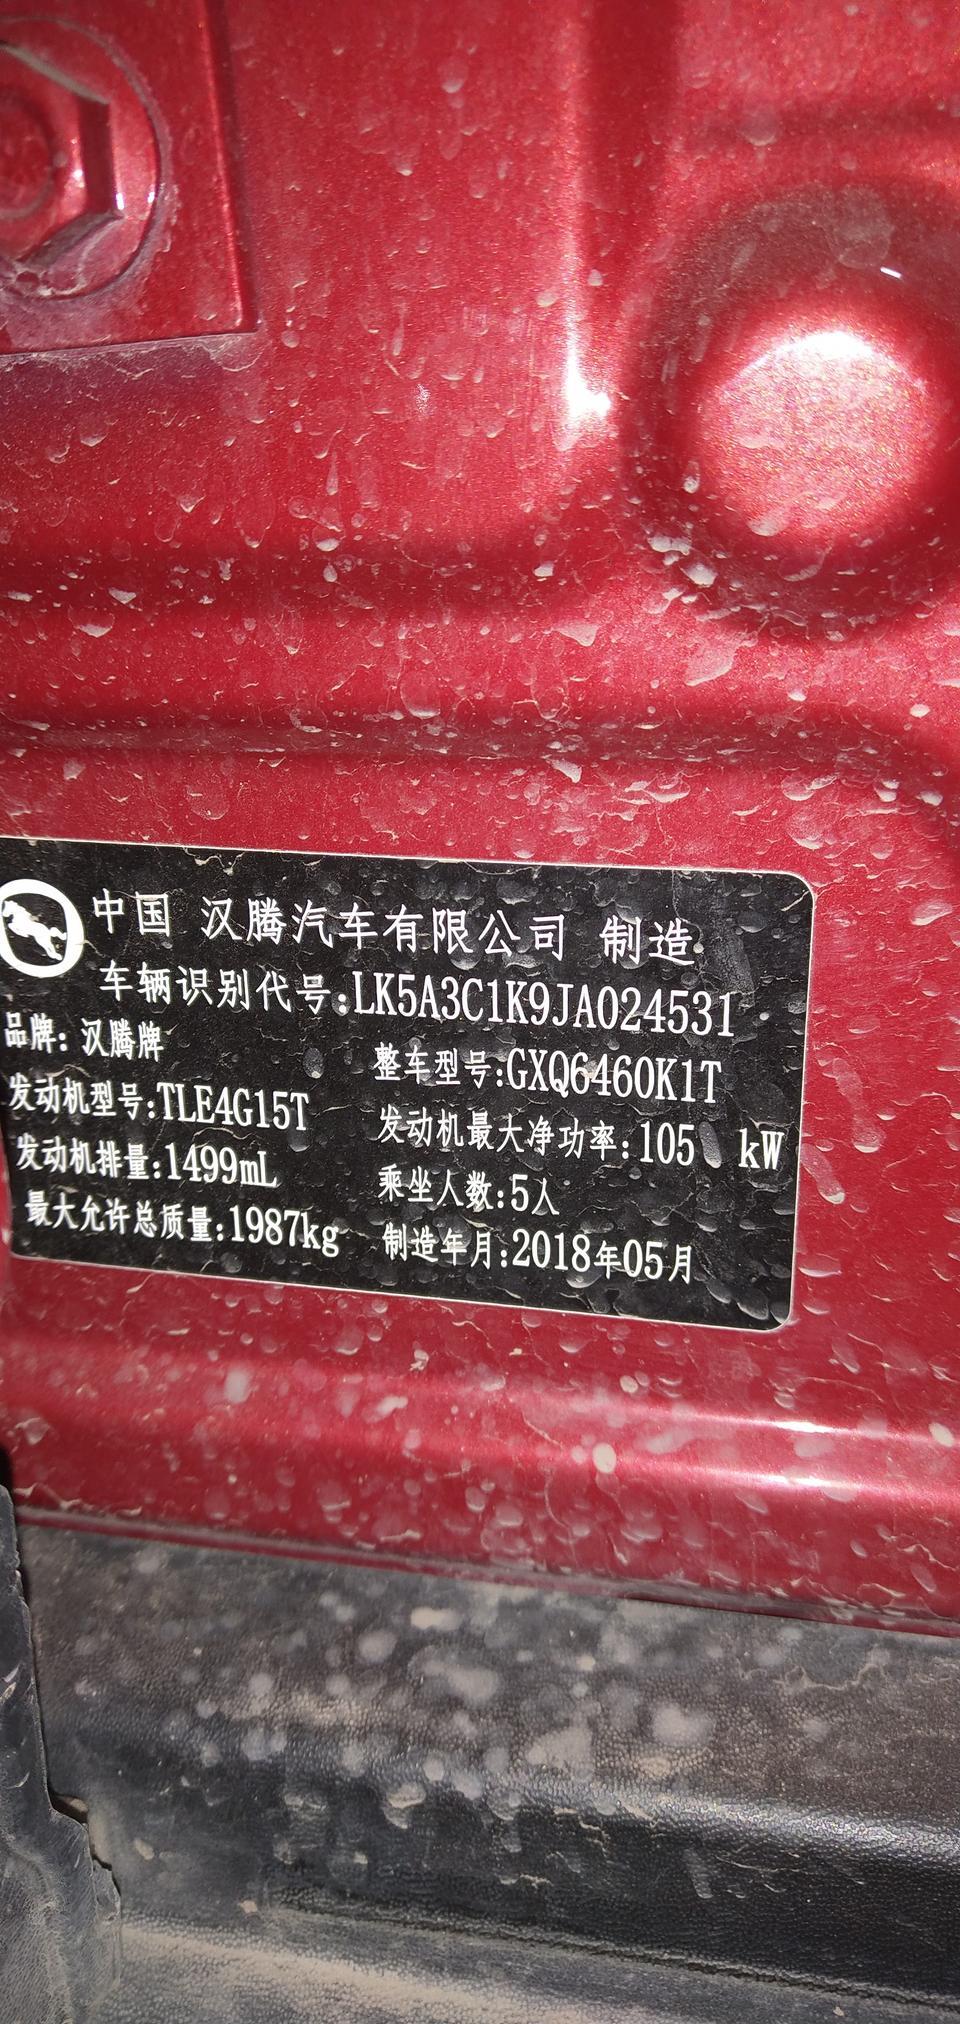 中国 汉腾汽车有限公司 制造
车辆识别代号:LK5A3C1K9JA024531
品牌: 汉腾牌
整车型号:GXQ6460K1T
发动机型号:TLE4G15T
发动机最大净功率:105 kW
发动机排量:1499mL
乘坐人数:5人
最大允许总质量:1987kg
制造年月:2018年05月